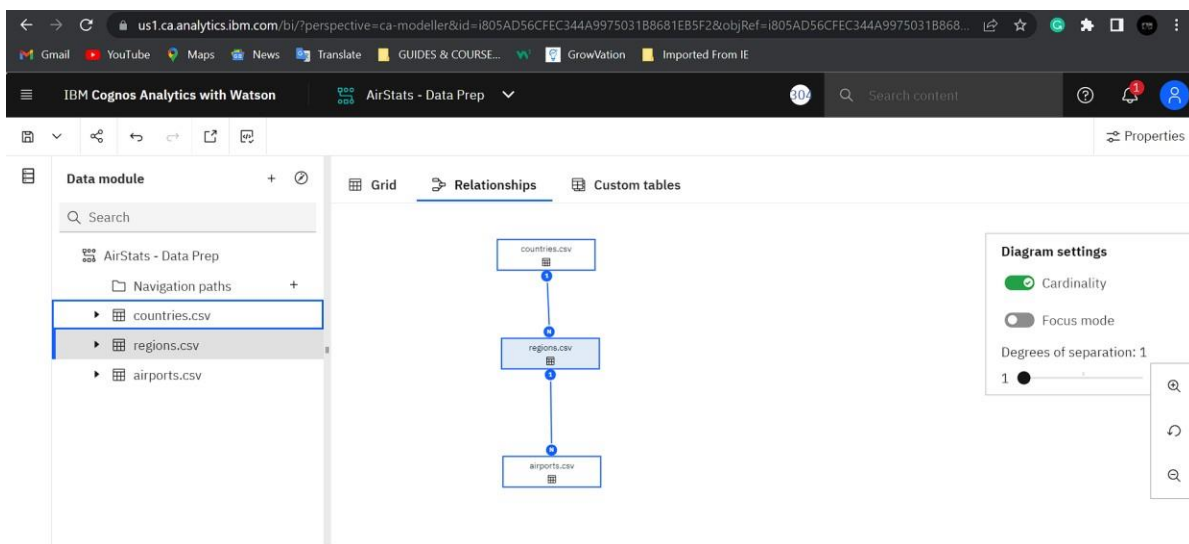 us1.ca.analytics.ibm.com/bi/?perspective=ca-modeller&id=i805AD56CFEC344A9975031B8681EB5F2&objRef=i805AD56CFEC344A9975031B868...
Gmail YouTube Maps News Translate GUIDES & COURSE... GrowVation Imported From IE
IBM Cognos Analytics with Watson AirStats - Data Prep 304 Search content 1
Properties
Data module
Grid Relationships Custom tables
Search
AirStats - Data Prep
Navigation paths
countries.csv
regions.csv
airports.csv
countries.csv
1
N
regions.csv
1
N
airports.csv
Diagram settings
Cardinality
Focus mode
Degrees of separation: 1
1